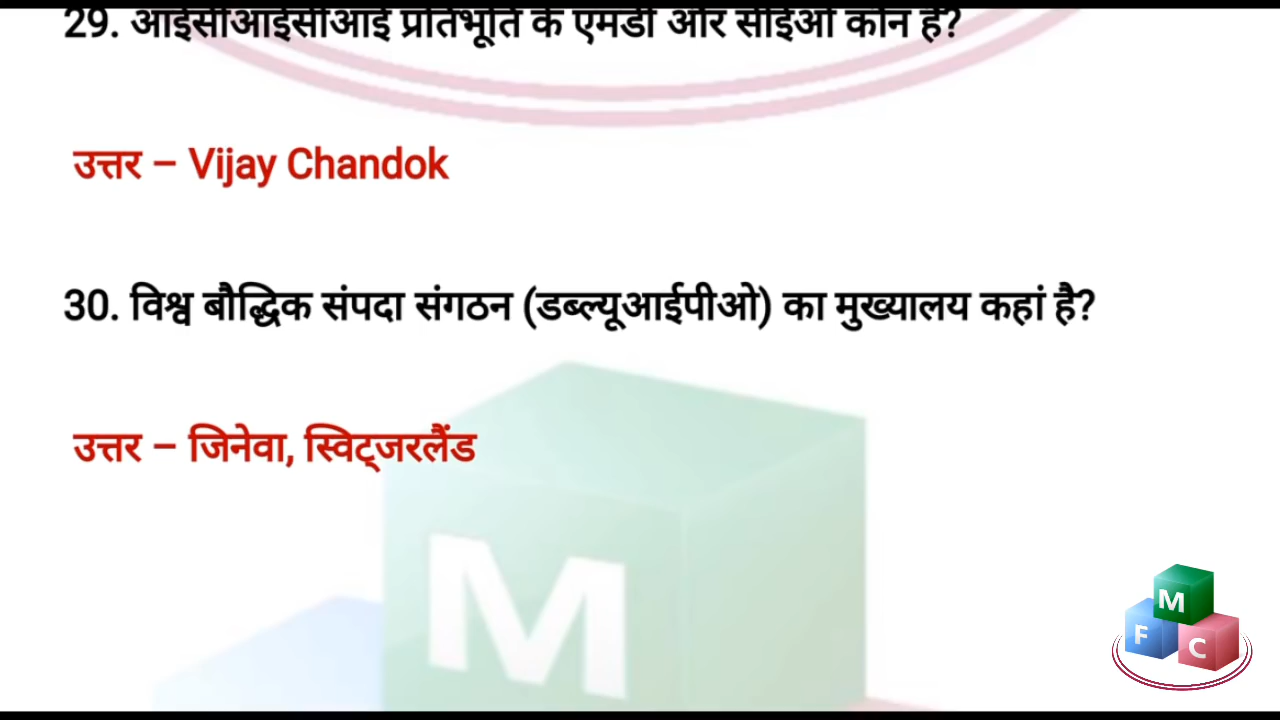 29. आईसीआईसीआई प्रतिभूति के एमडी और सीईओ कौन हैं?
उत्तर – Vijay Chandok
30. विश्व बौद्धिक संपदा संगठन (डब्ल्यूआईपीओ) का मुख्यालय कहां है?
उत्तर – जिनेवा, स्विट्जरलैंड
M
M
F
C